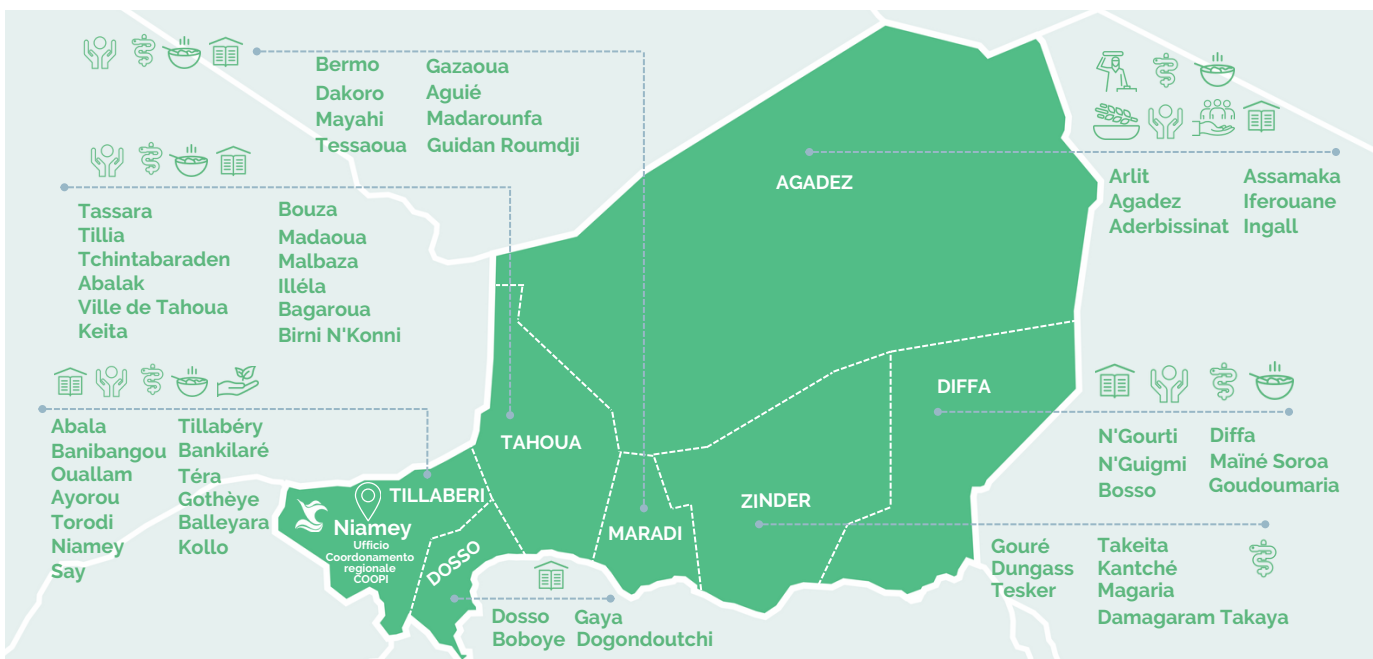 Bermo
Dakoro
Mayahi
Tessaoua
Gazaoua
Aguié
Madarounfa
Guidan Roumdji
Tassara
Tillia
Tchintabaraden
Abalak
Ville de Tahoua
Keita
Bouza
Madaoua
Malbaza
Illéla
Bagaroua
Birni N'Konni
Abala
Banibangou
Ouallam
Ayorou
Torodi
Niamey
Say
Tillabéry
Bankilaré
Téra
Gothèye
Balleyara
Kollo
AGADEZ
TAHOUA
TILLABERI
Niamey
Ufficio
Coordonamento
regionale
COOPI
DOSSO
MARADI
ZINDER
DIFFA
Arlit
Agadez
Aderbissinat
Assamaka
Iferouane
Ingall
N'Gourti
N'Guigmi
Bosso
Diffa
Maïné Soroa
Goudoumaria
Gouré
Dungass
Tesker
Takeita
Kantché
Magaria
Damagaram Takaya
Dosso
Boboye
Gaya
Dogondoutchi